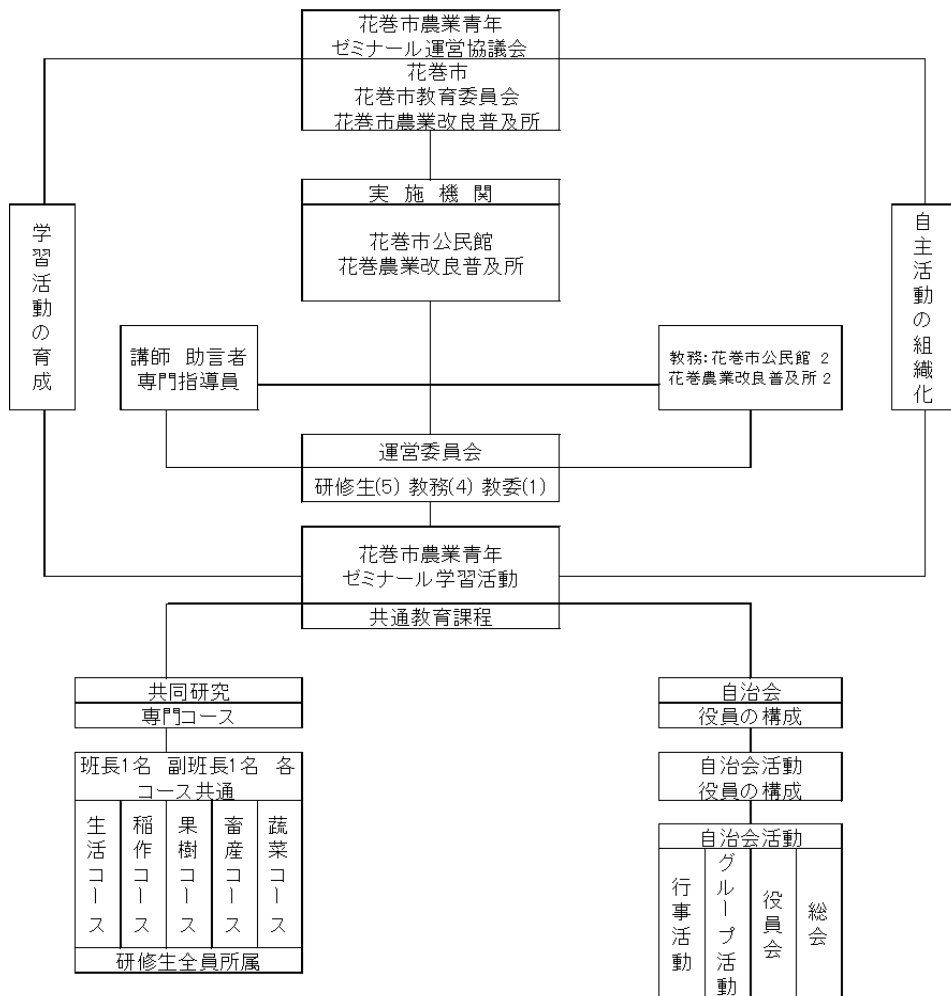 花巻市農業青年
ゼミナール運営協議会
花巻市
花巻市教育委員会
花巻市農業改良普及所
実施機関
花巻市公民館
花巻農業改良普及所
学習活動の育成
自主活動の組織化
講師 助言者
専門指導員
教務:花巻市公民館 2
花巻農業改良普及所 2
運営委員会
研修生(5) 教務(4) 教委(1)
花巻市農業青年
ゼミナール学習活動
共通教育課程
共同研究
専門コース
班長1名 副班長1名 各
コース共通
生活コース
稲作コース
果樹コース
畜産コース
蔬菜コース
研修生全員所属
自治会
役員の構成
自治会活動
役員の構成
自治会活動
行事活動
グループ活動
役員会
総会